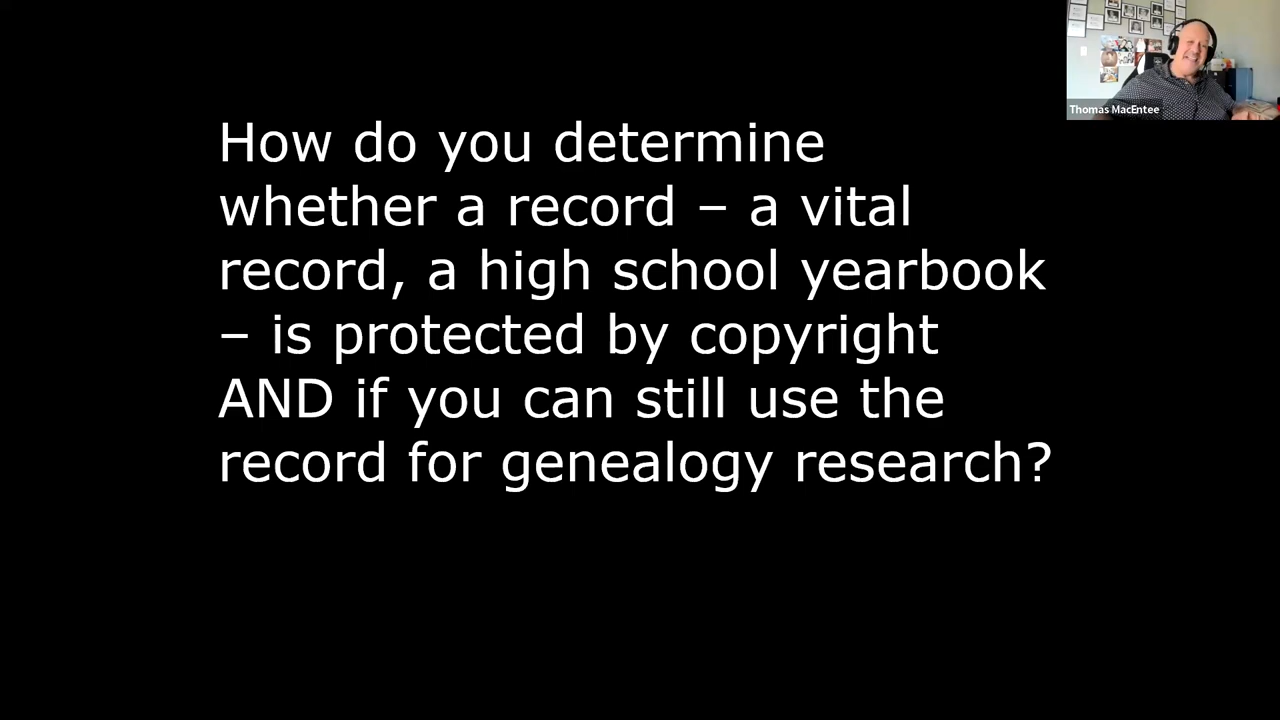 Thomas MacEntee
How do you determine
whether a record – a vital
record, a high school yearbook
– is protected by copyright
AND if you can still use the
record for genealogy research?